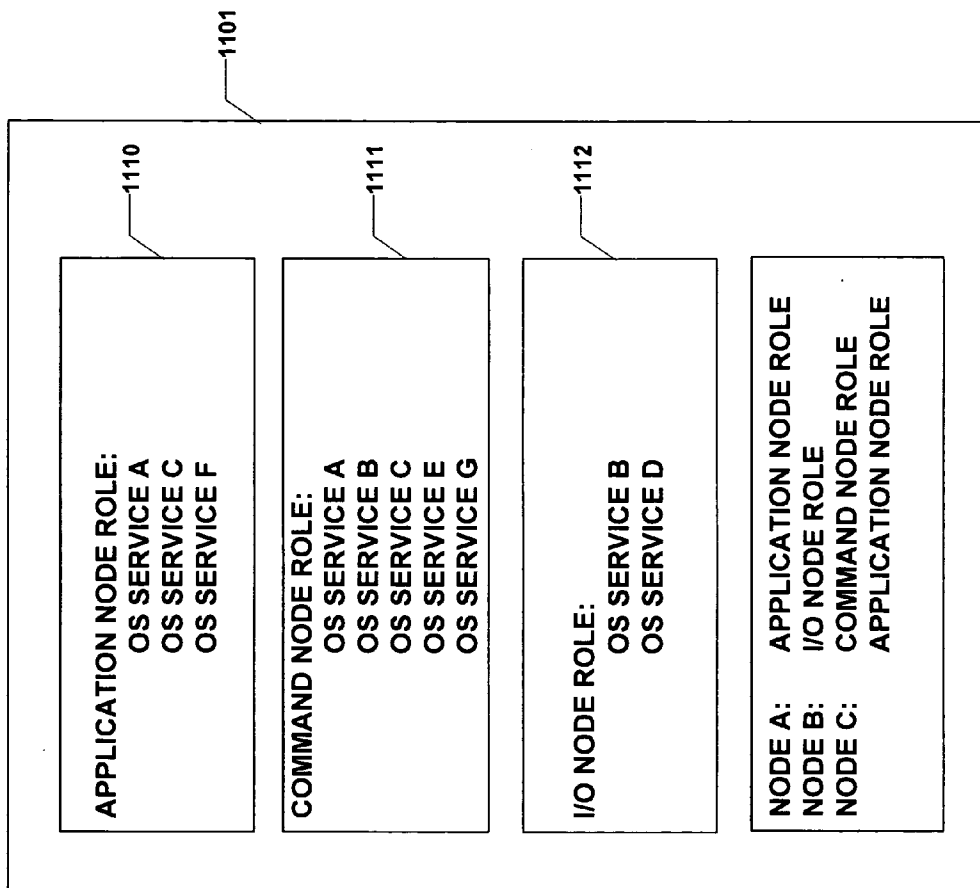 1101
1110
APPLICATION NODE ROLE:
OS SERVICE A
OS SERVICE C
OS SERVICE F
1111
COMMAND NODE ROLE:
OS SERVICE A
OS SERVICE B
OS SERVICE C
OS SERVICE E
OS SERVICE G
1112
I/O NODE ROLE:
OS SERVICE B
OS SERVICE D
NODE A: APPLICATION NODE ROLE
NODE B: I/O NODE ROLE
NODE C: COMMAND NODE ROLE
APPLICATION NODE ROLE